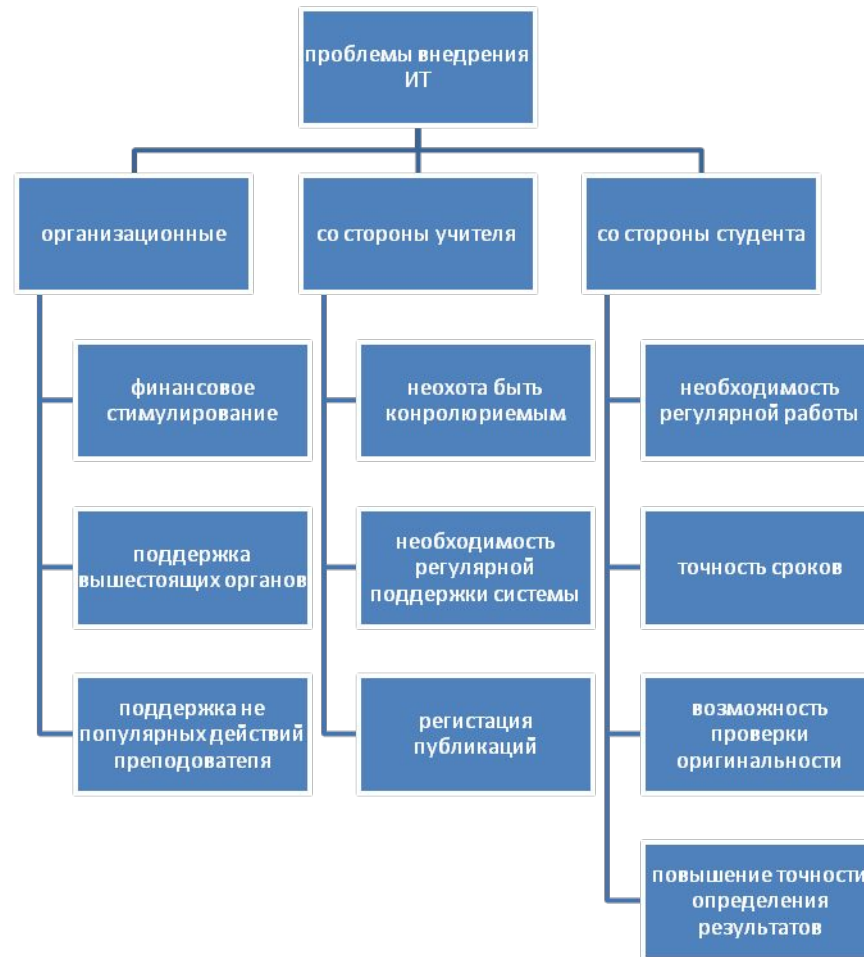 проблемы внедрения
ИТ
организационные
со стороны учителя
со стороны студента
финансовое
стимулирование
поддержка
вышестоящих органов
поддержка не
популярных действий
преподователя
неохота быть
конролюриемым
необходимость
регулярной
поддержки системы
регистация
публикаций
необходимость
регулярной работы
точность сроков
возможность
проверки
оригинальности
повышение точности
определения
результатов